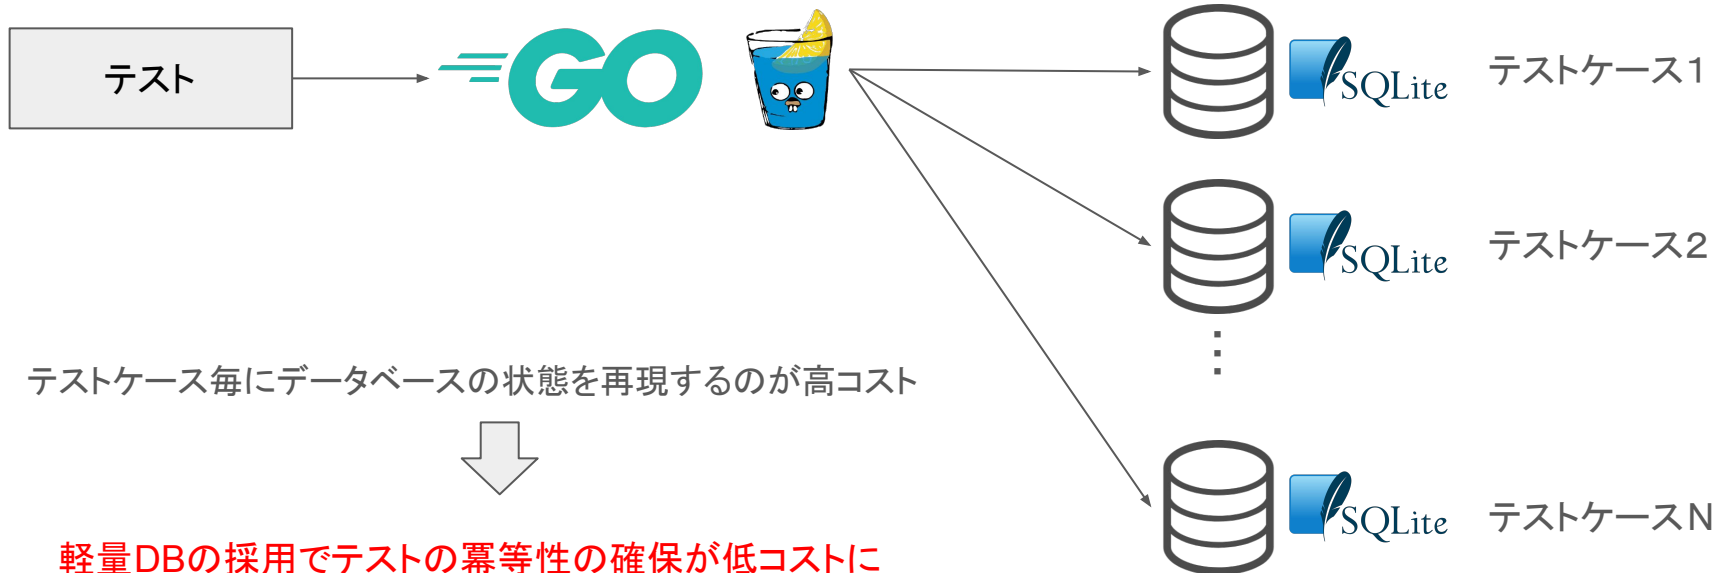 テスト
GO
SQLite
テストケース1
SQLite
テストケース2
テストケース毎にデータベースの状態を再現するのが高コスト
SQLite
テストケースN
軽量DBの採用でテストの冪等性の確保が低コストに